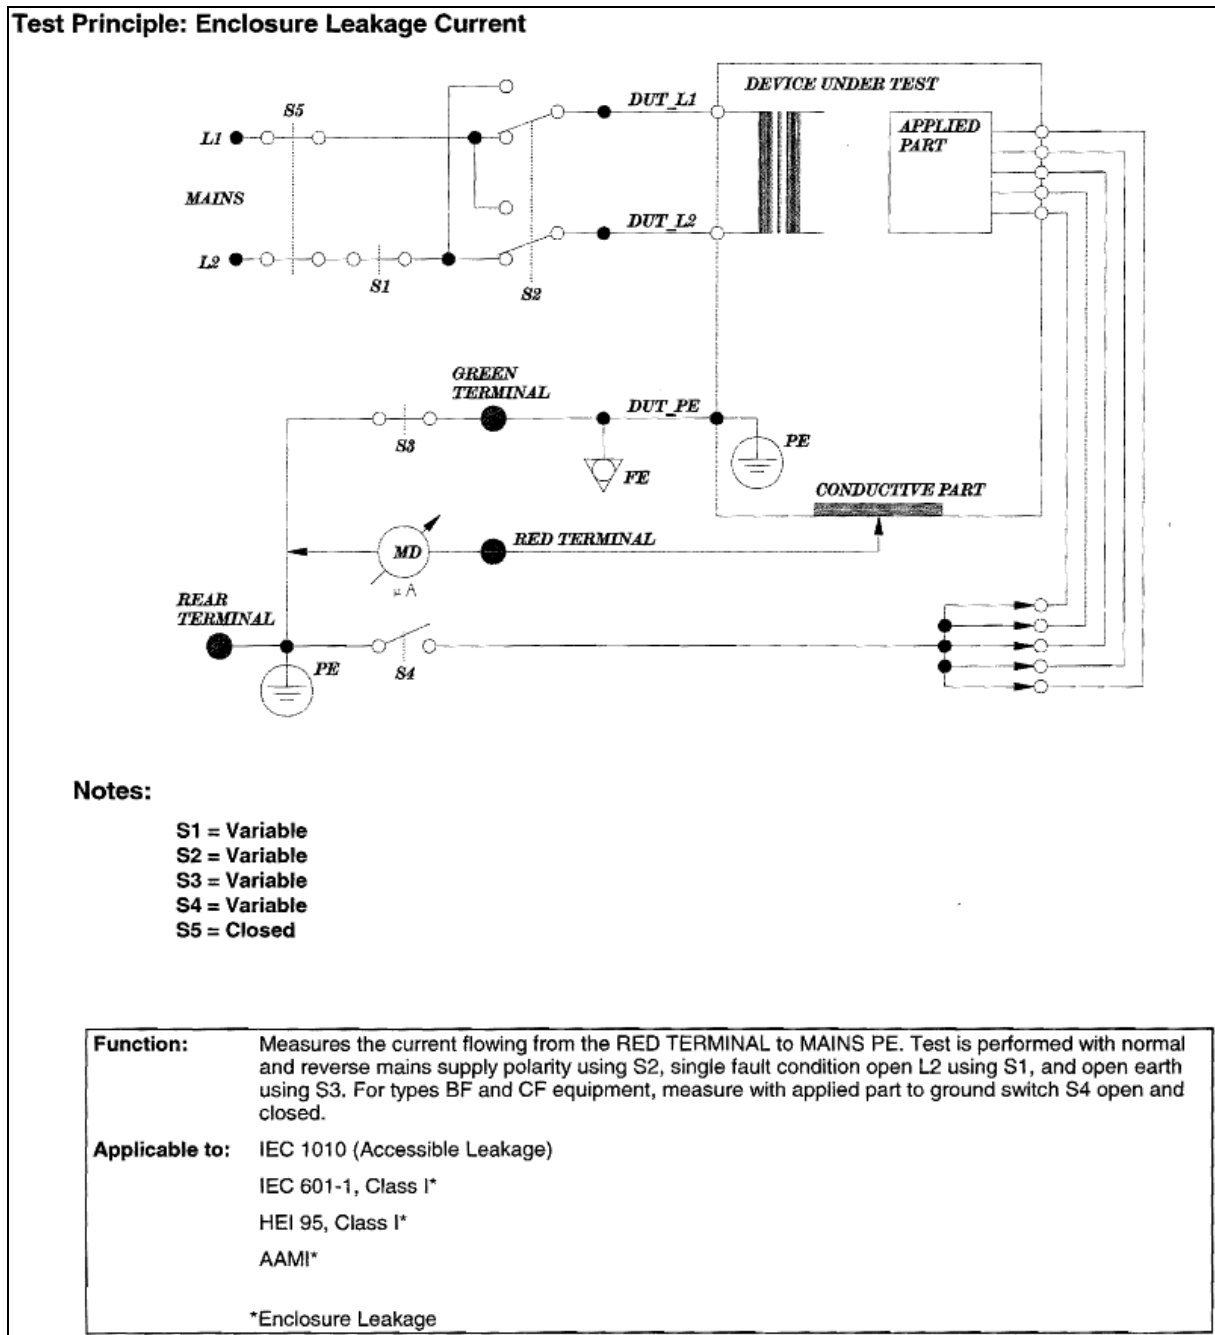 Test Principle: Enclosure Leakage Current
DEVICE UNDER TEST
DUT_L1
S5
L1
APPLIED
PART
MAINS
DUT_L2
L2
S1
S2
GREEN
TERMINAL
DUT_PE
S3
PE
FE
CONDUCTIVE PART
RED TERMINAL
MD
μA
REAR
TERMINAL
PE
S4
Notes:
S1 = Variable
S2 = Variable
S3 = Variable
S4 = Variable
S5 = Closed
Function: Measures the current flowing from the RED TERMINAL to MAINS PE. Test is performed with normal
and reverse mains supply polarity using S2, single fault condition open L2 using S1, and open earth
using S3. For types BF and CF equipment, measure with applied part to ground switch S4 open and
closed.
Applicable to: IEC 1010 (Accessible Leakage)
IEC 601-1, Class I*
HEI 95, Class I*
AAMI*
*Enclosure Leakage